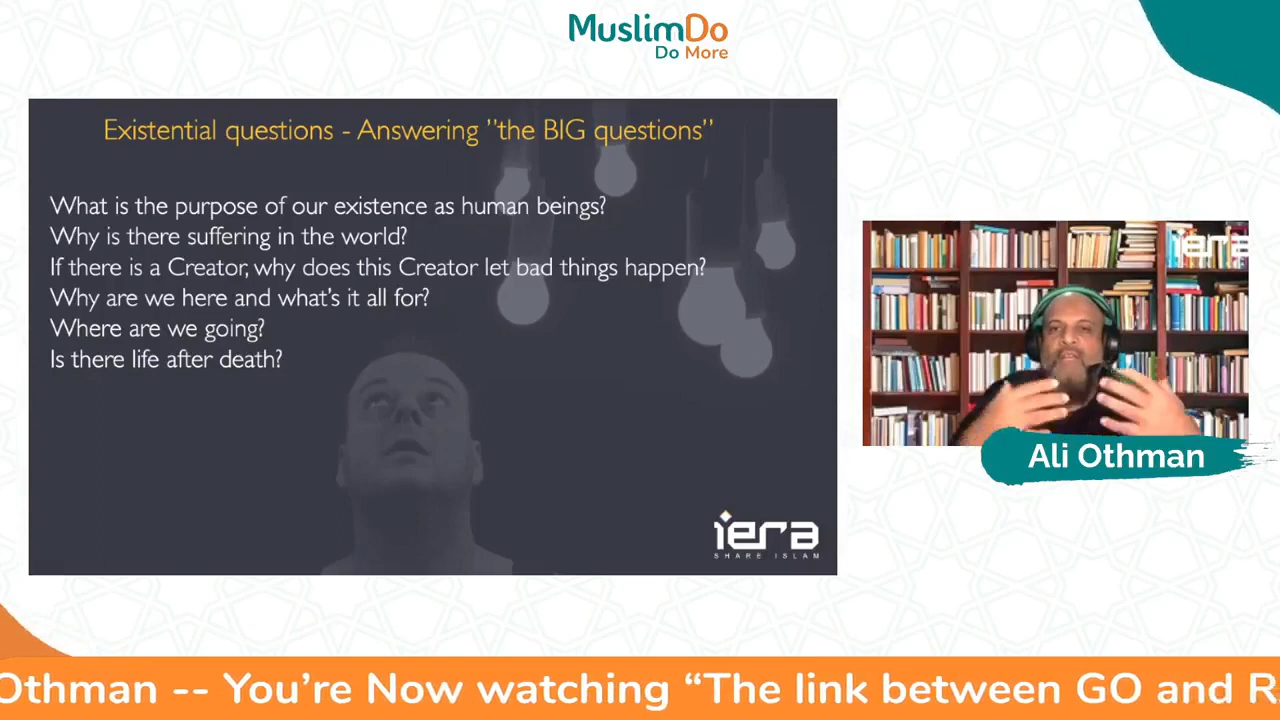 MuslimDo
Do More
Existential questions - Answering ”the BIG questions”
What is the purpose of our existence as human beings?
Why is there suffering in the world?
If there is a Creator, why does this Creator let bad things happen?
Why are we here and what's it all for?
Where are we going?
Is there life after death?
iera
SHARE ISLAM
Ali Othman
Othman -- You’re Now watching “The link between GO and R